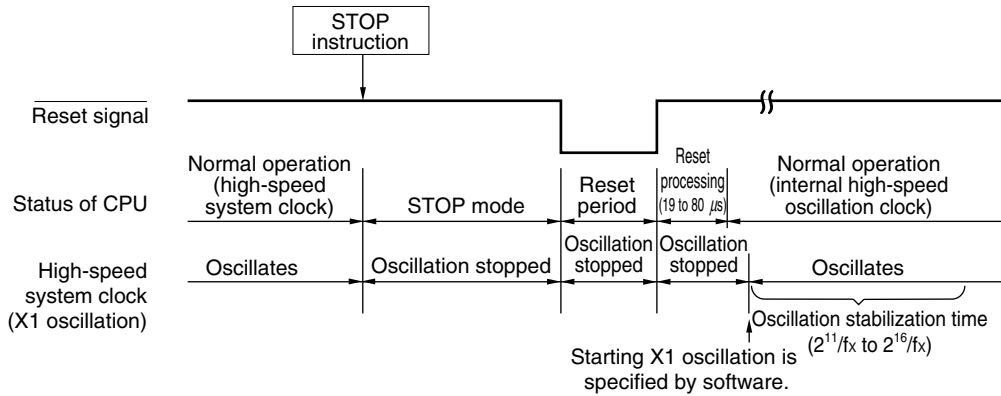 STOP
instruction
Reset signal
Status of CPU
Normal operation
(high-speed
system clock)
STOP mode
Reset
period
Reset
processing
(19 to 80 μs)
Normal operation
(internal high-speed
oscillation clock)
High-speed
system clock
(X1 oscillation)
Oscillates
Oscillation stopped
Oscillation
stopped
Oscillation
stopped
Oscillates
Oscillation stabilization time
(2¹¹/fx to 2¹⁶/fx)
Starting X1 oscillation is
specified by software.